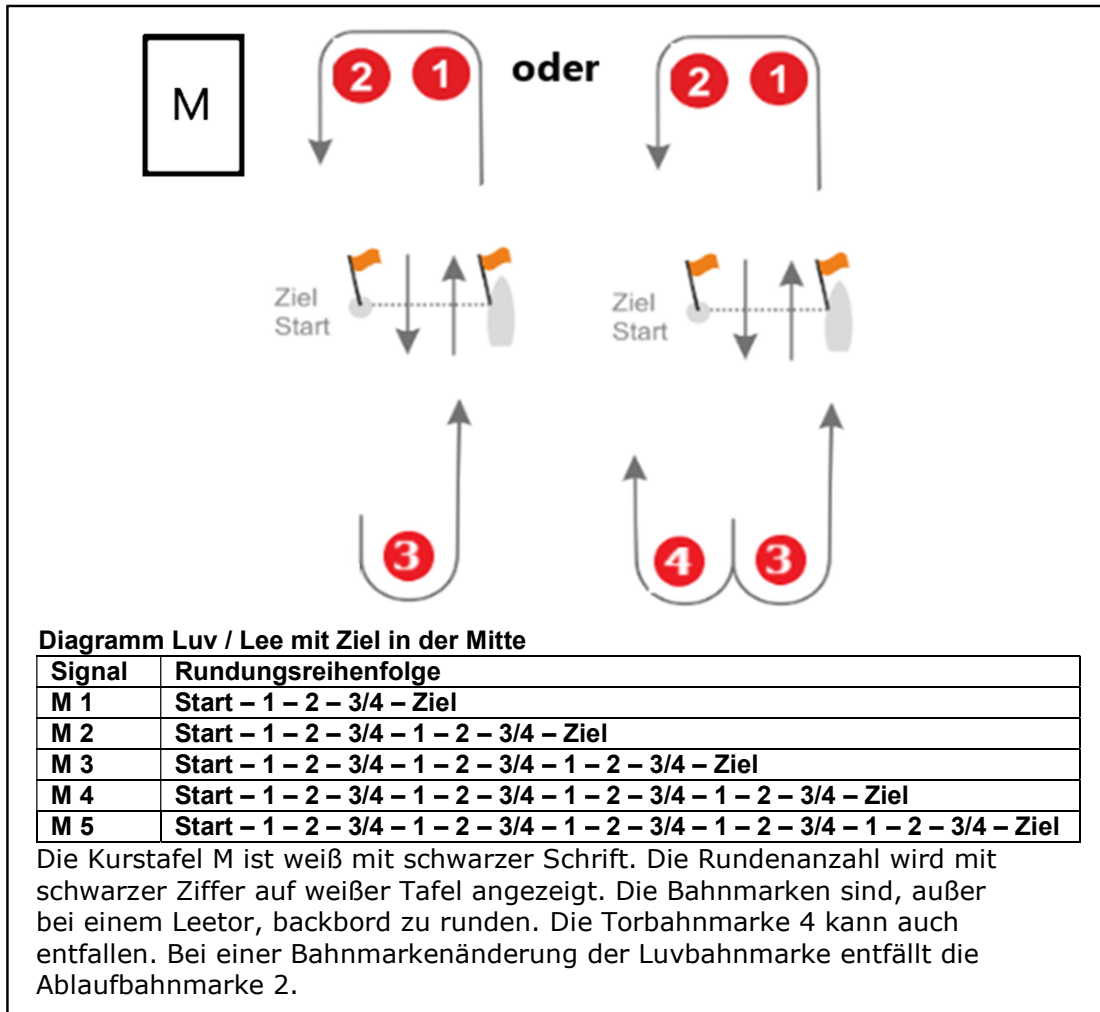 M
2 1 oder 2 1
Ziel
Start
Ziel
Start
3
4 3
Diagramm Luv / Lee mit Ziel in der Mitte
Signal Rundungsreihenfolge
M 1 Start – 1 – 2 – 3/4 – Ziel
M 2 Start – 1 – 2 – 3/4 – 1 – 2 – 3/4 – Ziel
M 3 Start – 1 – 2 – 3/4 – 1 – 2 – 3/4 – 1 – 2 – 3/4 – Ziel
M 4 Start – 1 – 2 – 3/4 – 1 – 2 – 3/4 – 1 – 2 – 3/4 – 1 – 2 – 3/4 – Ziel
M 5 Start – 1 – 2 – 3/4 – 1 – 2 – 3/4 – 1 – 2 – 3/4 – 1 – 2 – 3/4 – 1 – 2 – 3/4 – Ziel
Die Kurstafel M ist weiß mit schwarzer Schrift. Die Rundenanzahl wird mit
schwarzer Ziffer auf weißer Tafel angezeigt. Die Bahnmarken sind, außer
bei einem Leetor, backbord zu runden. Die Torbahnmarke 4 kann auch
entfallen. Bei einer Bahnmarkenänderung der Luvbahnmarke entfällt die
Ablaufbahnmarke 2.